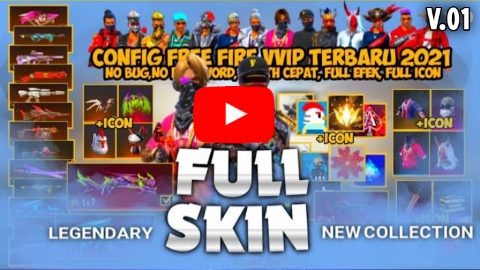 V.01
CONFIG FREE FIRE VVIP TERBARU 2021
NO BUG, FULL EFEK, FULL ICON
+ICON
+ICON
+ICON
FULL
SKIN
LEGENDARY
NEW COLLECTION